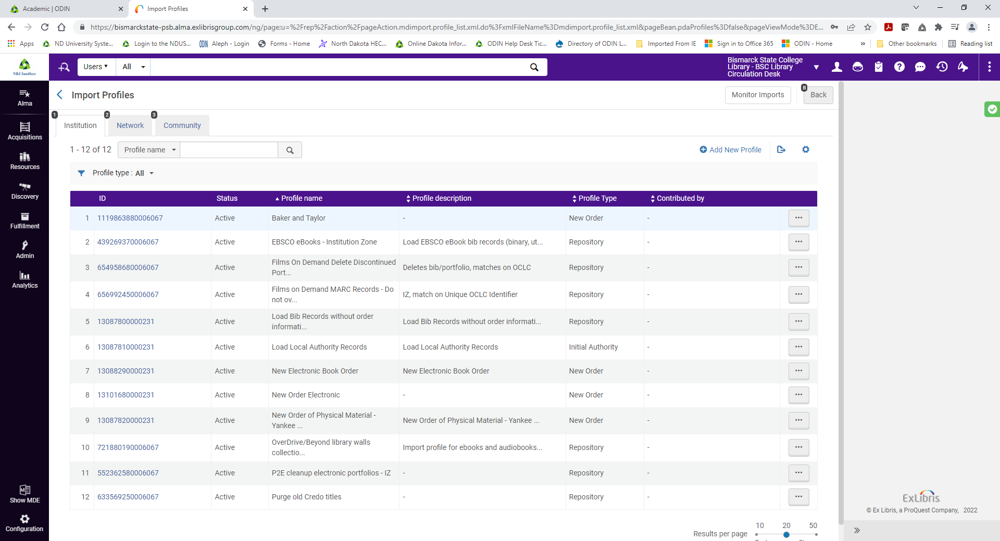 Academic | ODIN
Import Profiles
https://bismarckstate-psb.alma.exlibrisgroup.com/ng/page;u=%2Frep%2Faction%2FpageAction.mdimport.profile_list.xml.do%3FxmlFileName%3Dmdimport.profile_list.xml&pageBean.pdaProfiles%3Dfalse&pageViewMode%3DE...
Apps
ND University Syste...
Login to the NDUS...
ODIN Aleph - Login
Forms - Home
North Dakota HEC...
Online Dakota Infor...
ODIN Help Desk Tic...
Directory of ODIN L...
Imported From IE
Sign in to Office 365
ODIN - Home
»
Other bookmarks
Reading list
NBJ Sandbox
Users
All
Bismarck State College
Library - BSC Library
Circulation Desk
Alma
Acquisitions
Resources
Discovery
Fulfillment
Admin
Analytics
Show MDE
Configuration
Import Profiles
Monitor Imports
B
Back
1
Institution
2
Network
3
Community
1 - 12 of 12
Profile name
Add New Profile
Profile type : All
ID Status Profile name Profile description Profile Type Contributed by
1 1119863880006067 Active Baker and Taylor - New Order - ...
2 439269370006067 Active EBSCO eBooks - Institution Zone Load EBSCO eBook bib records (binary, ut... Repository - ...
3 654958680006067 Active Films On Demand Delete Discontinued
Port... Deletes bib/portfolio, matches on OCLC Repository - ...
4 656992450006067 Active Films on Demand MARC Records - Do
not ov... IZ, match on Unique OCLC Identifier Repository - ...
5 13087800000231 Active Load Bib Records without order
informati... Load Bib Records without order informati... Repository - ...
6 13087810000231 Active Load Local Authority Records Load Local Authority Records Initial Authority - ...
7 13088290000231 Active New Electronic Book Order New Electronic Book Order New Order - ...
8 13101680000231 Active New Order Electronic - New Order - ...
9 13087820000231 Active New Order of Physical Material -
Yankee ... New Order of Physical Material - Yankee ... New Order - ...
10 721880190006067 Active OverDrive/Beyond library walls
collectio... Import profile for ebooks and audiobooks... Repository - ...
11 552362580006067 Active P2E cleanup electronic portfolios - IZ - Repository - ...
12 633569250006067 Active Purge old Credo titles - Repository - ...
10 20 50
Results per page
ExLibris
© Ex Libris, a ProQuest Company, 2022